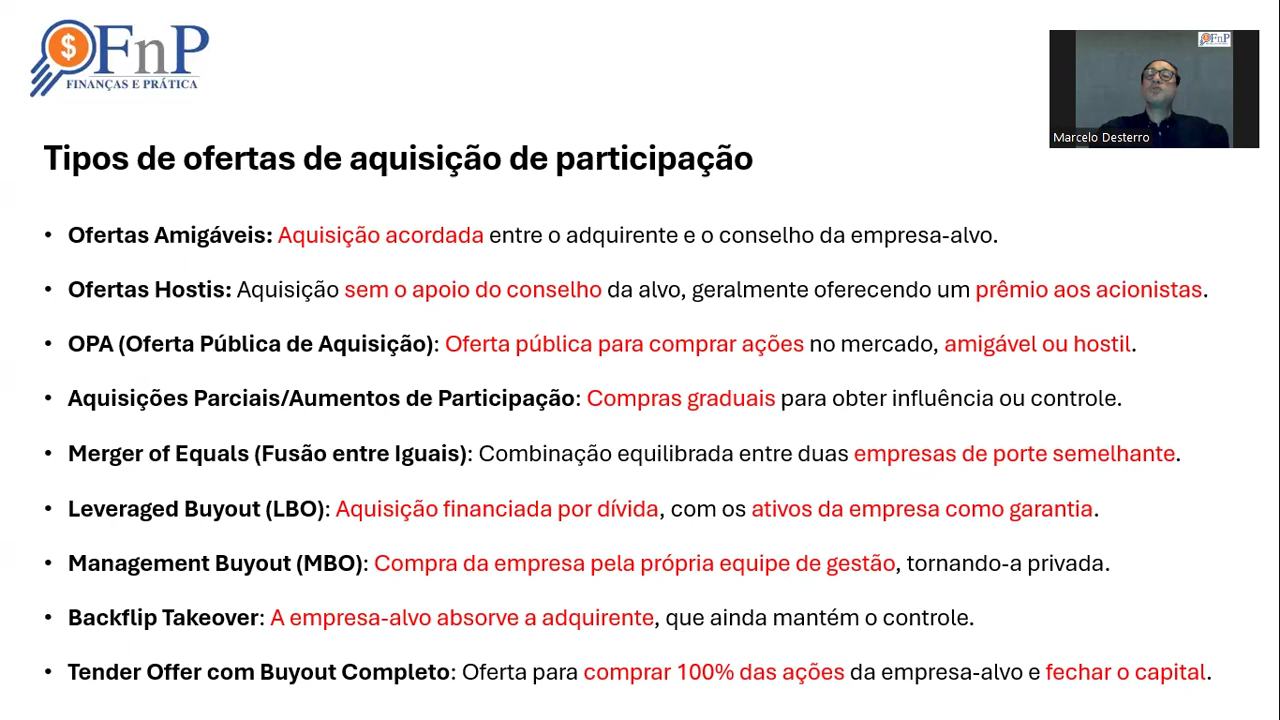 FnP
FINANÇAS E PRÁTICA
FnP
Marcelo Desterro
Tipos de ofertas de aquisição de participação
• Ofertas Amigáveis: Aquisição acordada entre o adquirente e o conselho da empresa-alvo.
• Ofertas Hostis: Aquisição sem o apoio do conselho da alvo, geralmente oferecendo um prêmio aos acionistas.
• OPA (Oferta Pública de Aquisição): Oferta pública para comprar ações no mercado, amigável ou hostil.
• Aquisições Parciais/Aumentos de Participação: Compras graduais para obter influência ou controle.
• Merger of Equals (Fusão entre Iguais): Combinação equilibrada entre duas empresas de porte semelhante.
• Leveraged Buyout (LBO): Aquisição financiada por dívida, com os ativos da empresa como garantia.
• Management Buyout (MBO): Compra da empresa pela própria equipe de gestão, tornando-a privada.
• Backflip Takeover: A empresa-alvo absorve a adquirente, que ainda mantém o controle.
• Tender Offer com Buyout Completo: Oferta para comprar 100% das ações da empresa-alvo e fechar o capital.